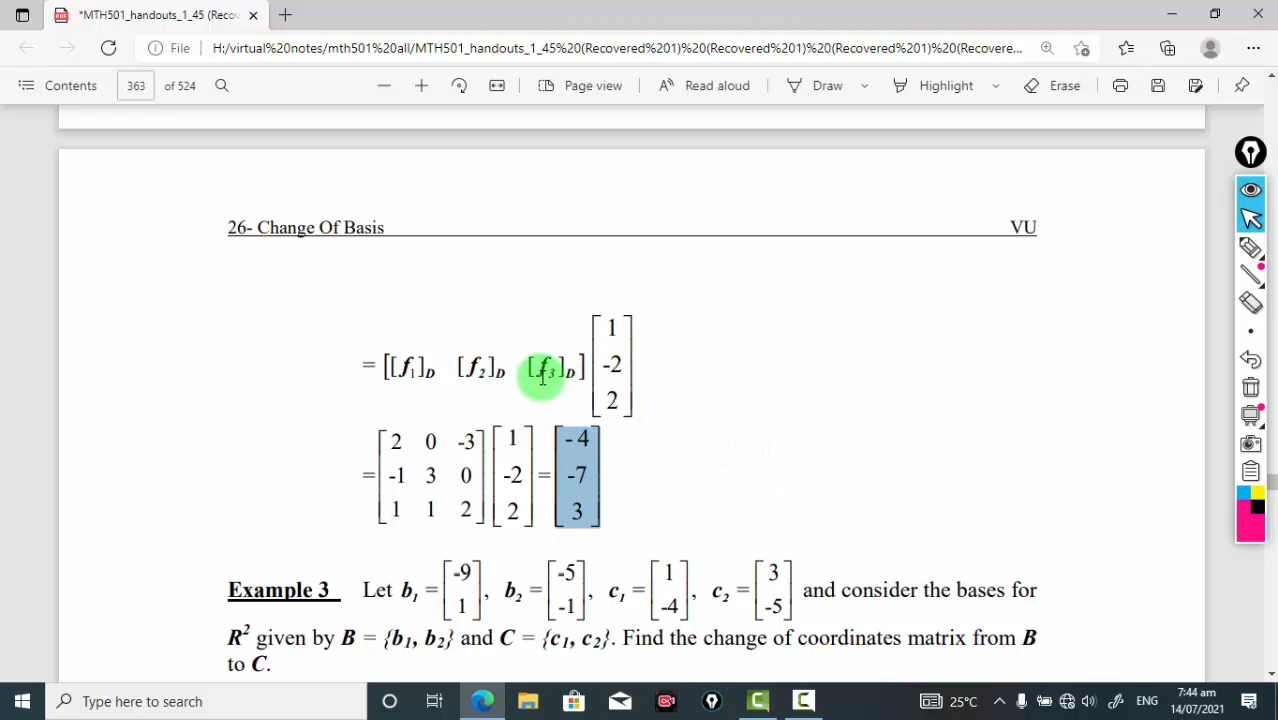 *MTH501_handouts_1_45 (Recove
File H:/virtual%20notes/mth501%20all/MTH501_handouts_1_45%20(Recovered%201)%20(Recovered%201)%20(Recovered%201)%20(Recovere...
Contents 363 of 524 Page view Read aloud Draw Highlight Erase
26- Change Of Basis VU
= [[f₁]D [f₂]D [f₃]D] [1
-2
2]
= [2 0 -3
-1 3 0
1 1 2] [1
-2
2] = [-4
-7
3]
Example 3 Let b₁ = [-9
1], b₂ = [-5
-1], c₁ = [1
-4], c₂ = [3
-5] and consider the bases for
R² given by B = {b₁, b₂} and C = {c₁, c₂}. Find the change of coordinates matrix from B
to C.
Type here to search 25°C ENG 7:44 am
14/07/2021